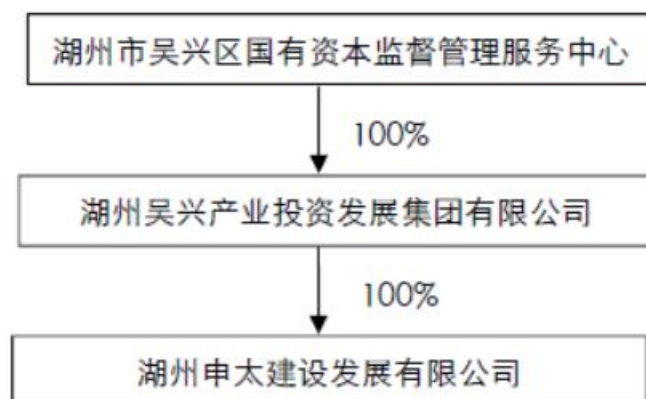 湖州市吴兴区国有资本监督管理服务中心
100%
湖州吴兴产业投资发展集团有限公司
100%
湖州申太建设发展有限公司